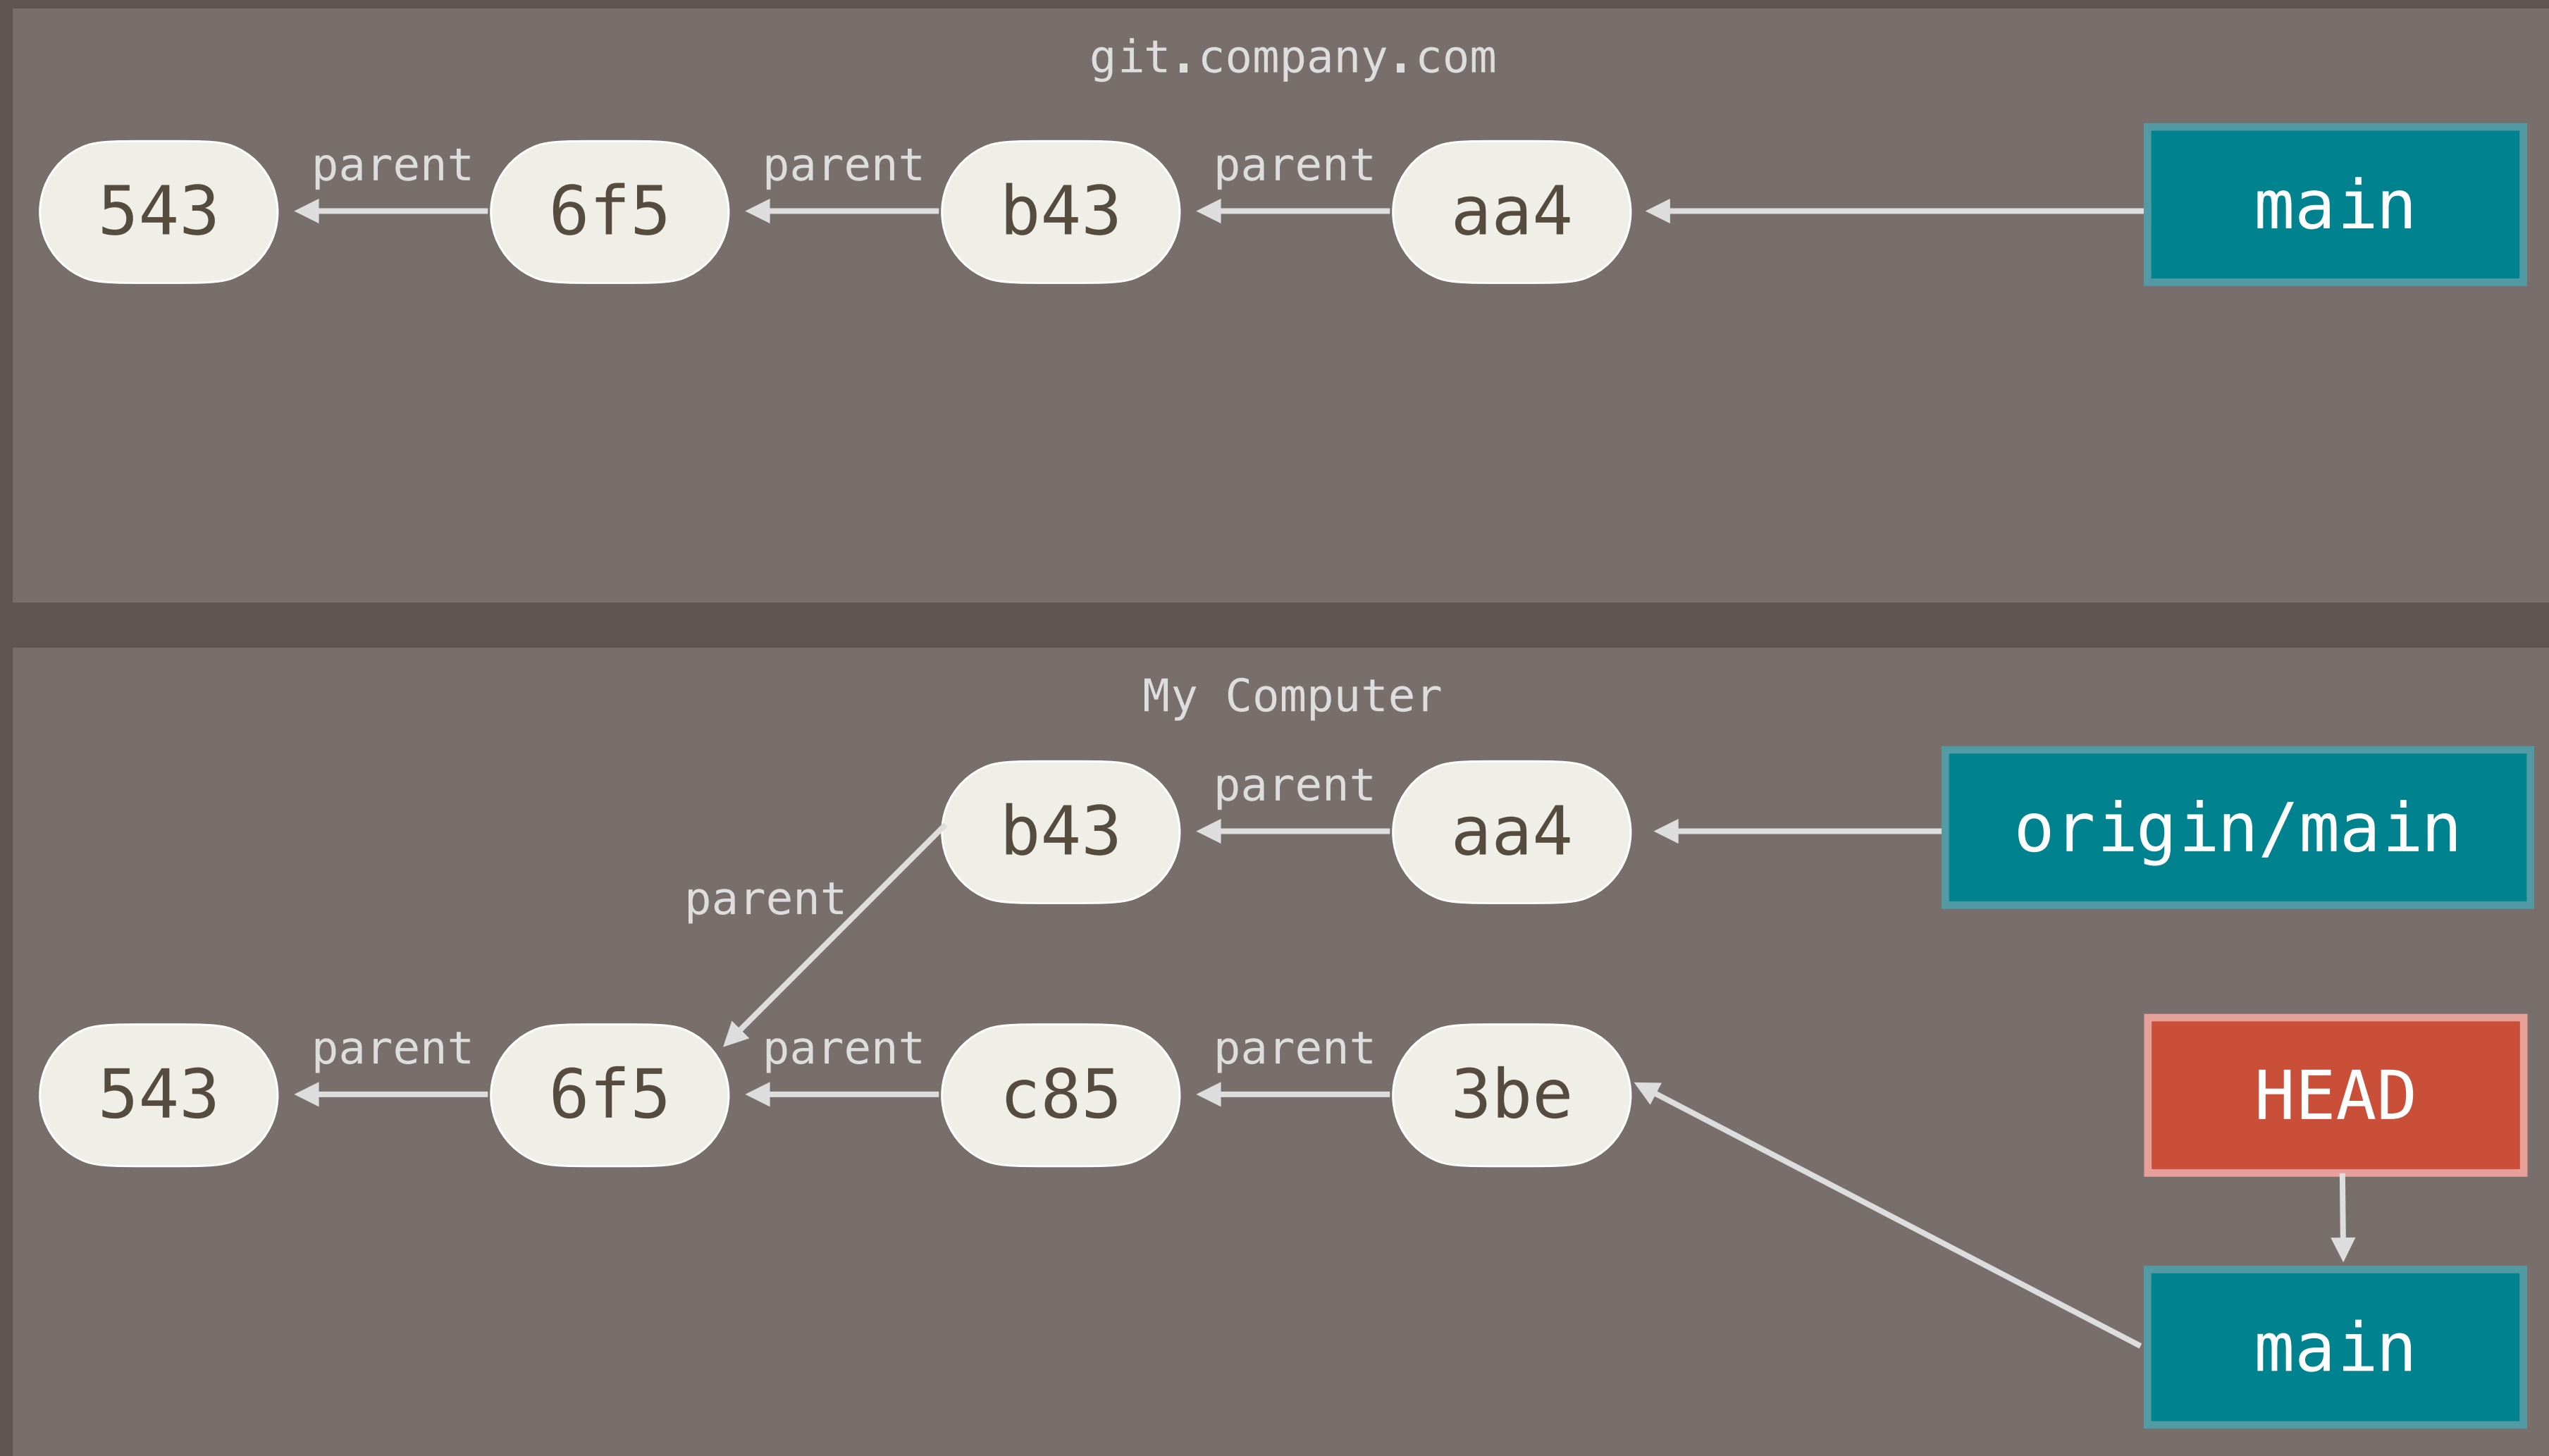 git.company.com
parent parent parent
543 6f5 b43 aa4 main
My Computer
parent
b43 aa4 origin/main
parent
parent parent parent
543 6f5 c85 3be HEAD
main